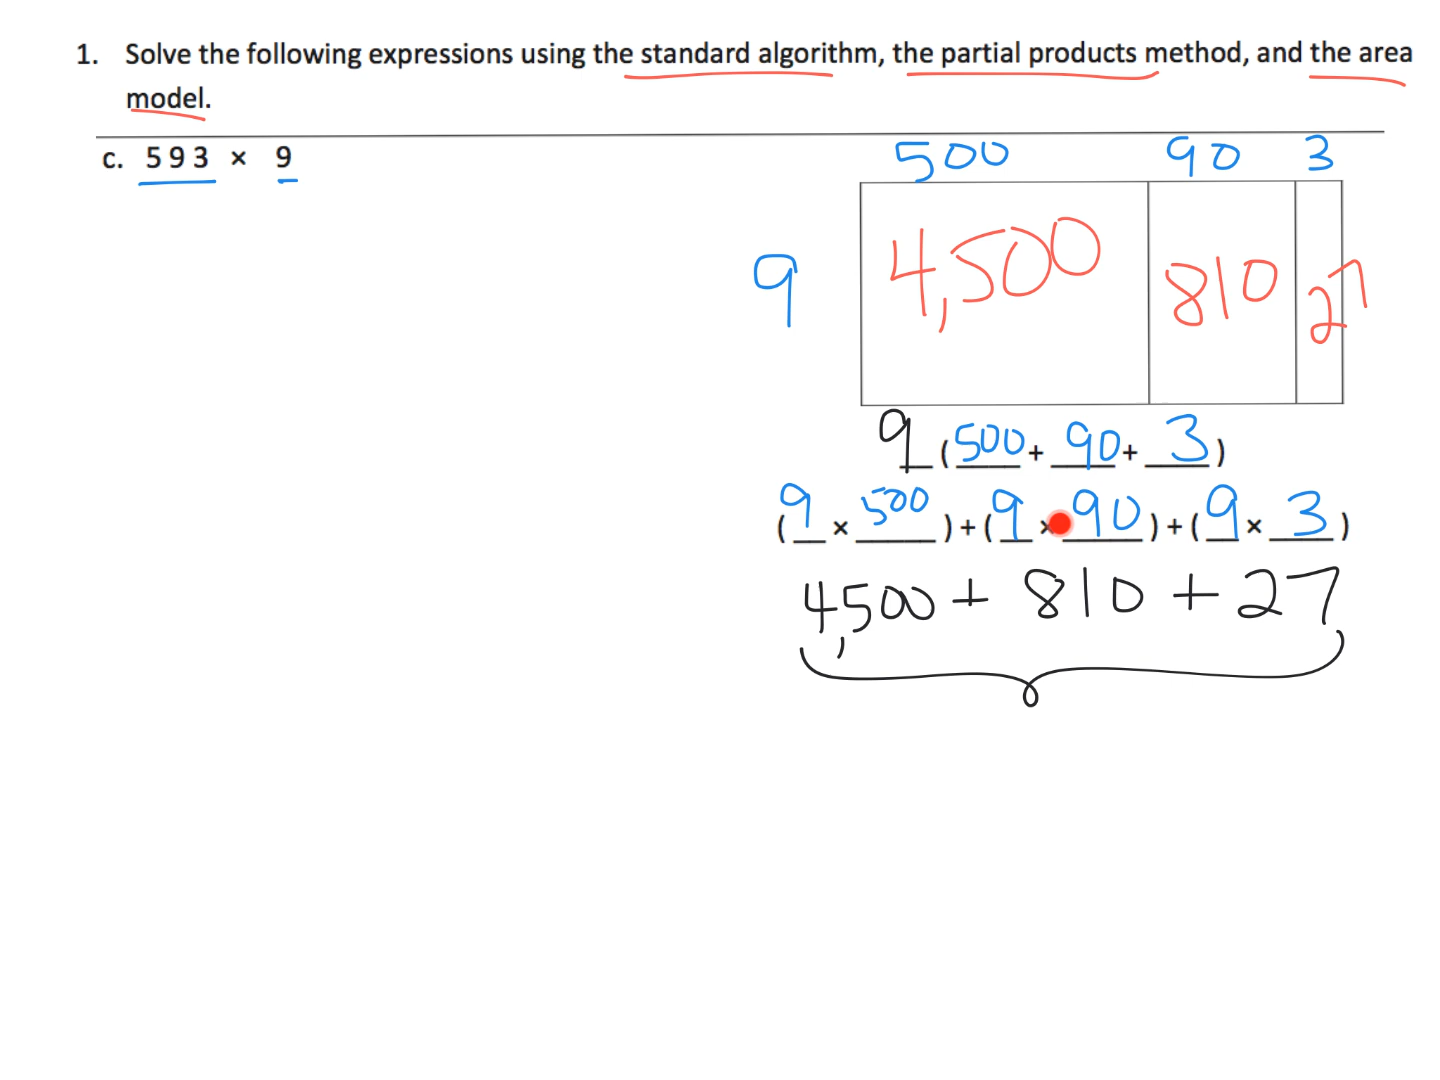 1. Solve the following expressions using the standard algorithm, the partial products method, and the area
model.
c. 593 × 9
500 90 3
9 4,500 810 27
9 (500 + 90 + 3)
(9 × 500) + (9 × 90) + (9 × 3)
4,500 + 810 + 27